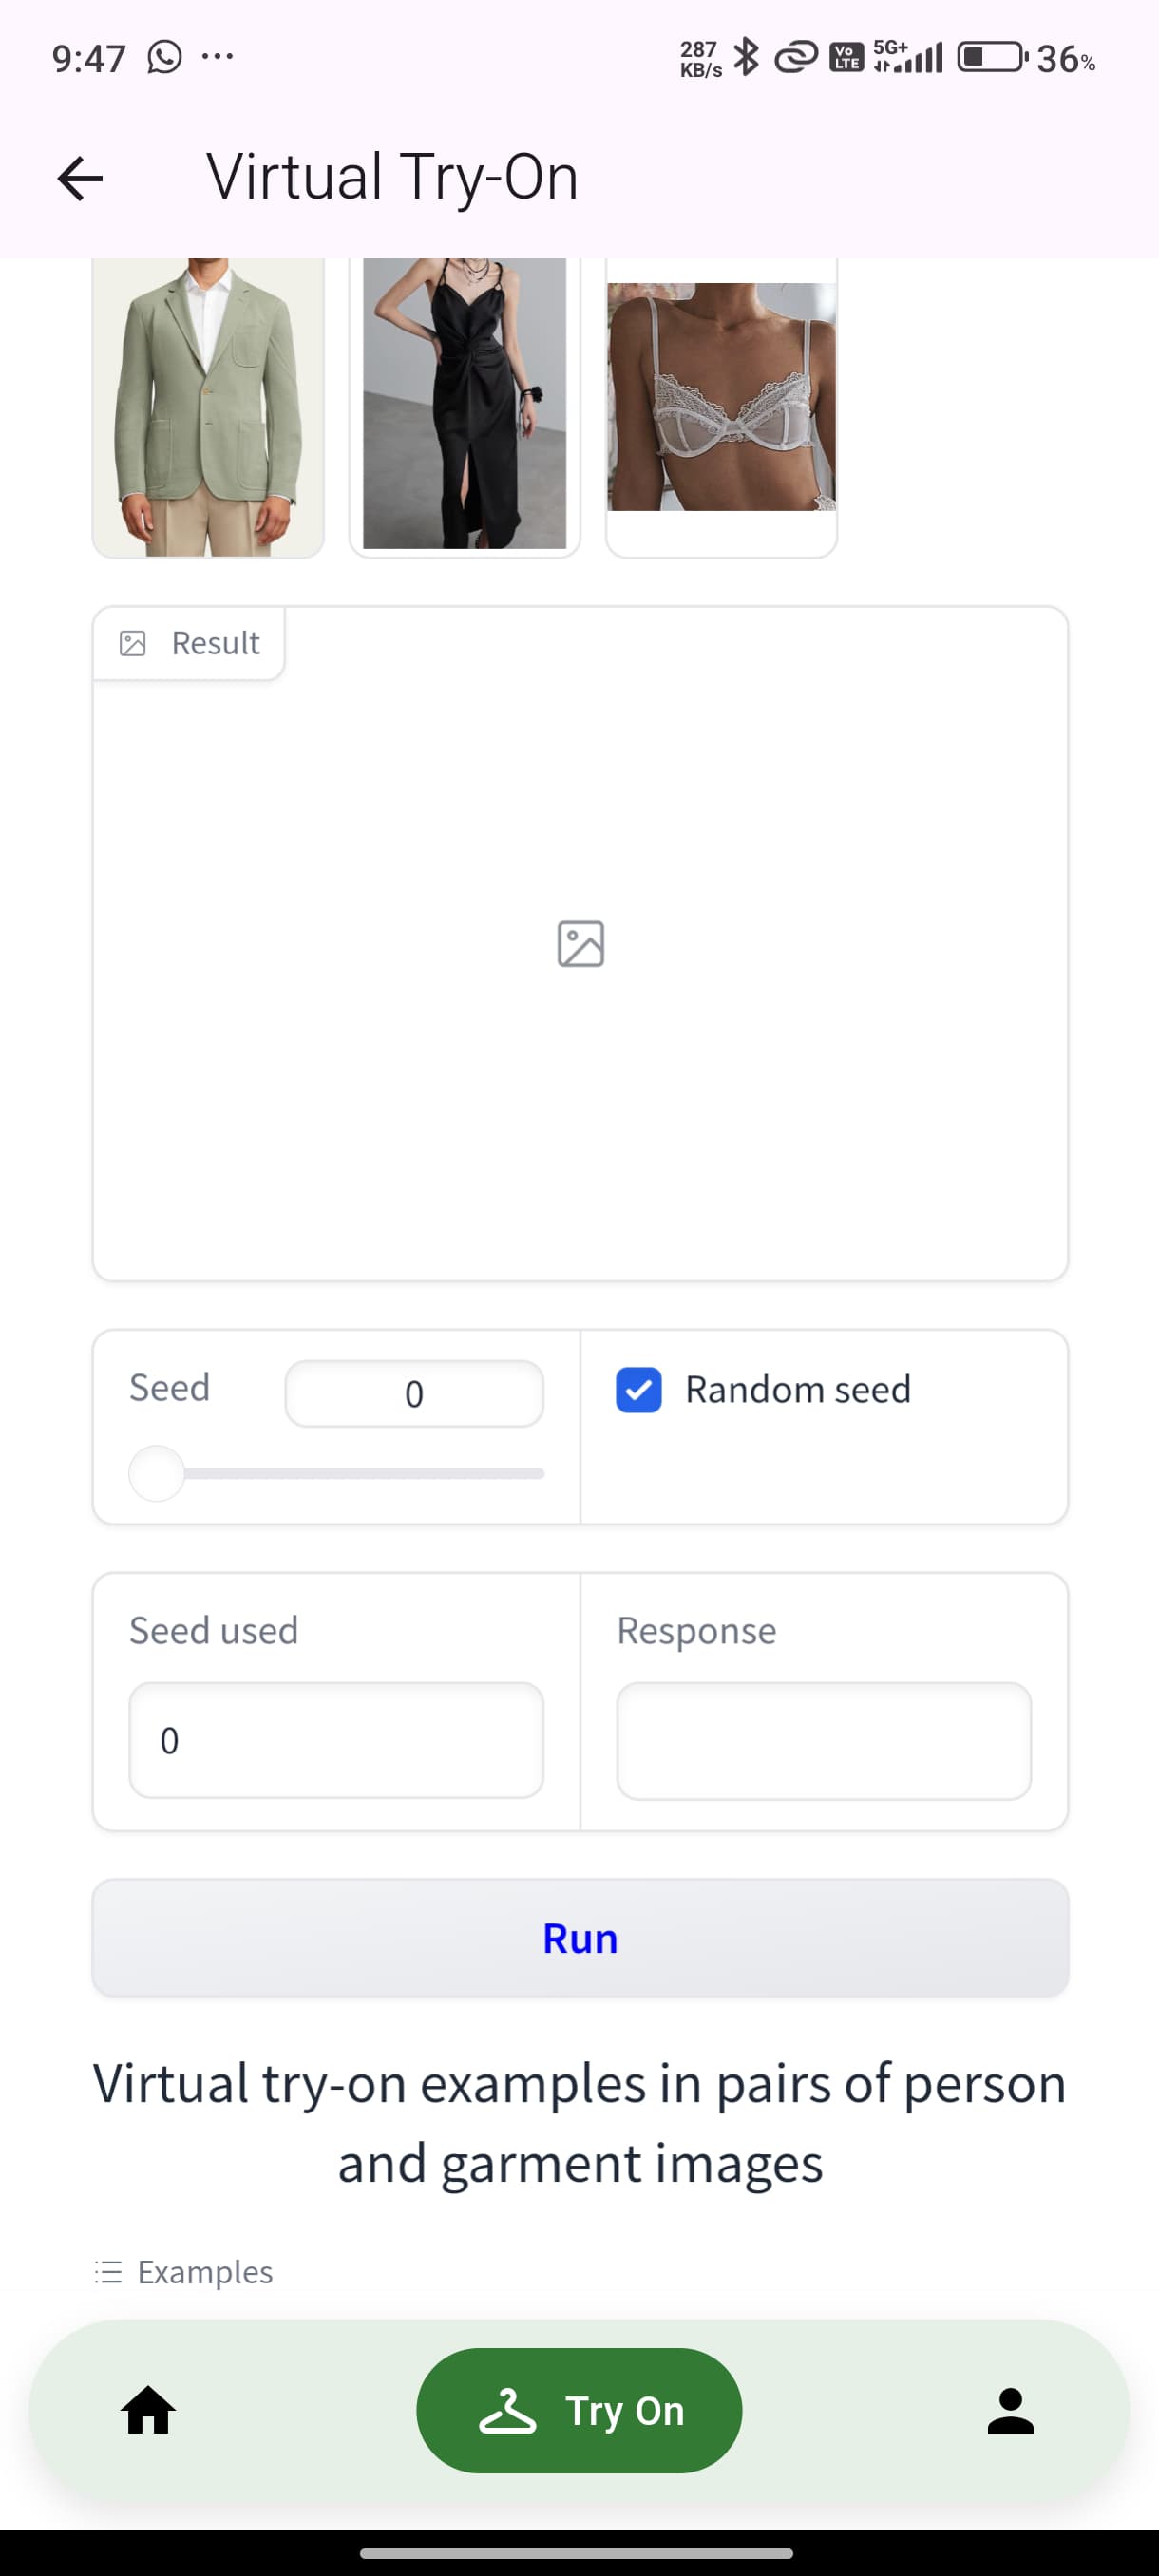 9:47 ...
287
KB/s
Vo
LTE
5G+
36%
Virtual Try-On
Result
Seed
0
Random seed
Seed used
Response
0
Run
Virtual try-on examples in pairs of person
and garment images
Examples
Try On